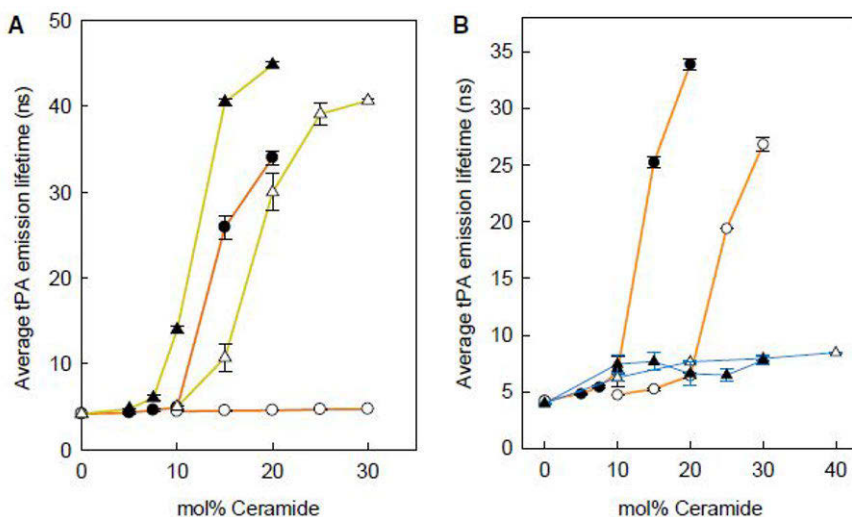 A
B
Average tPA emission lifetime (ns)
50
40
30
20
10
0
0 10 20 30
mol% Ceramide
Average tPA emission lifetime (ns)
35
30
25
20
15
10
5
0
0 10 20 30 40
mol% Ceramide